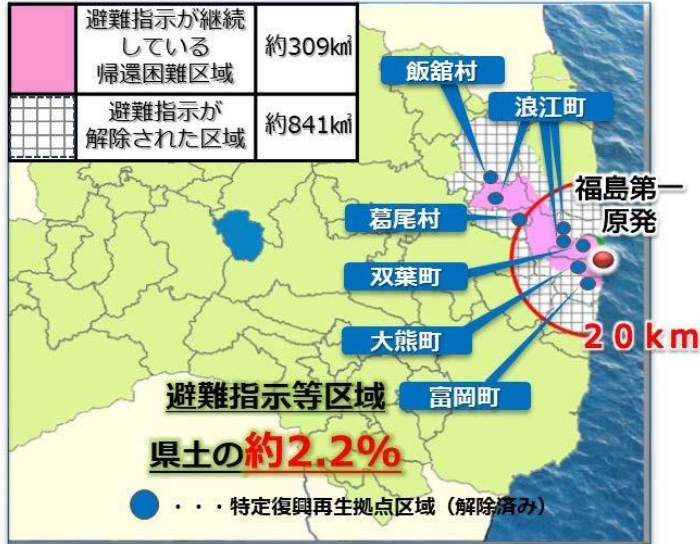 避難指示が継続
している
帰還困難区域
約309㎢
避難指示が
解除された区域
約841㎢
飯舘村
浪江町
福島第一
原発
葛尾村
双葉町
大熊町
20km
富岡町
避難指示等区域
県土の約2.2%
・・・特定復興再生拠点区域（解除済み）